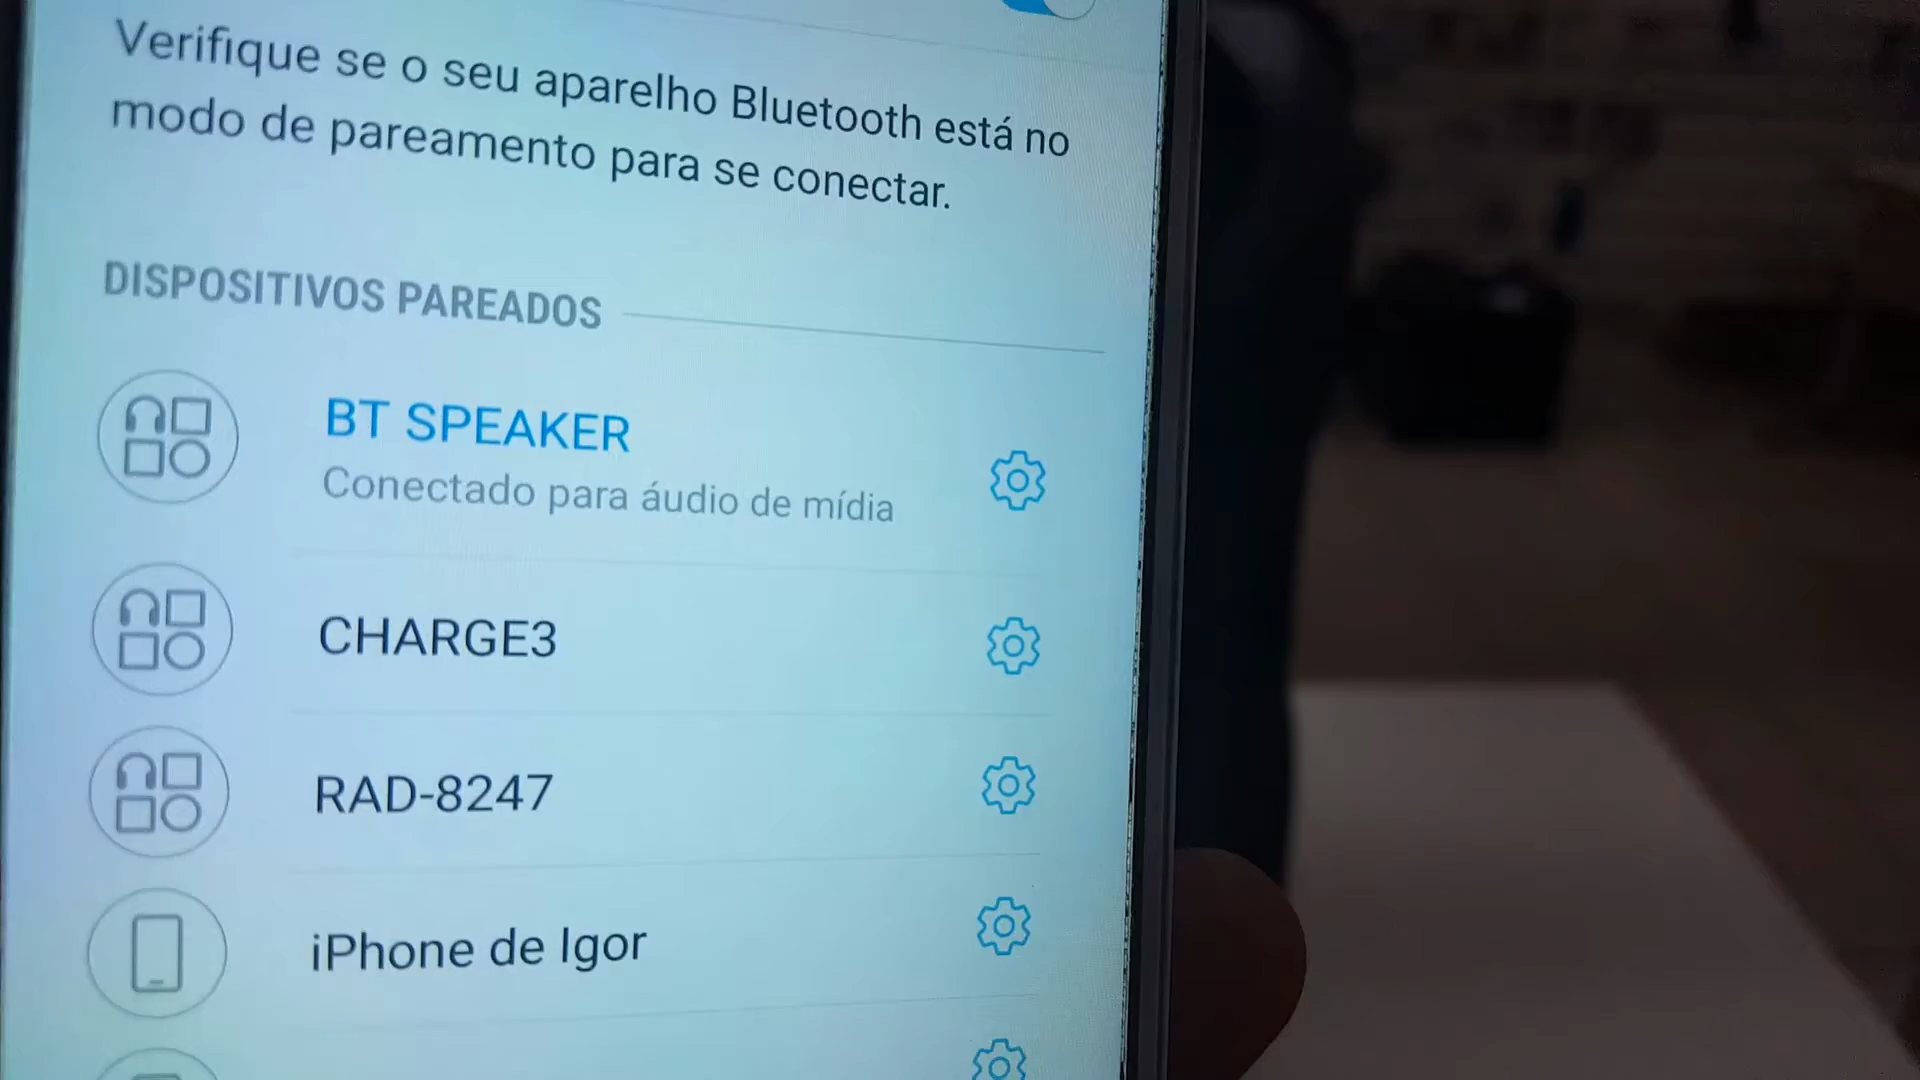 Verifique se o seu aparelho Bluetooth está no
modo de pareamento para se conectar.
DISPOSITIVOS PAREADOS
BT SPEAKER
Conectado para áudio de mídia
CHARGE3
RAD-8247
iPhone de Igor